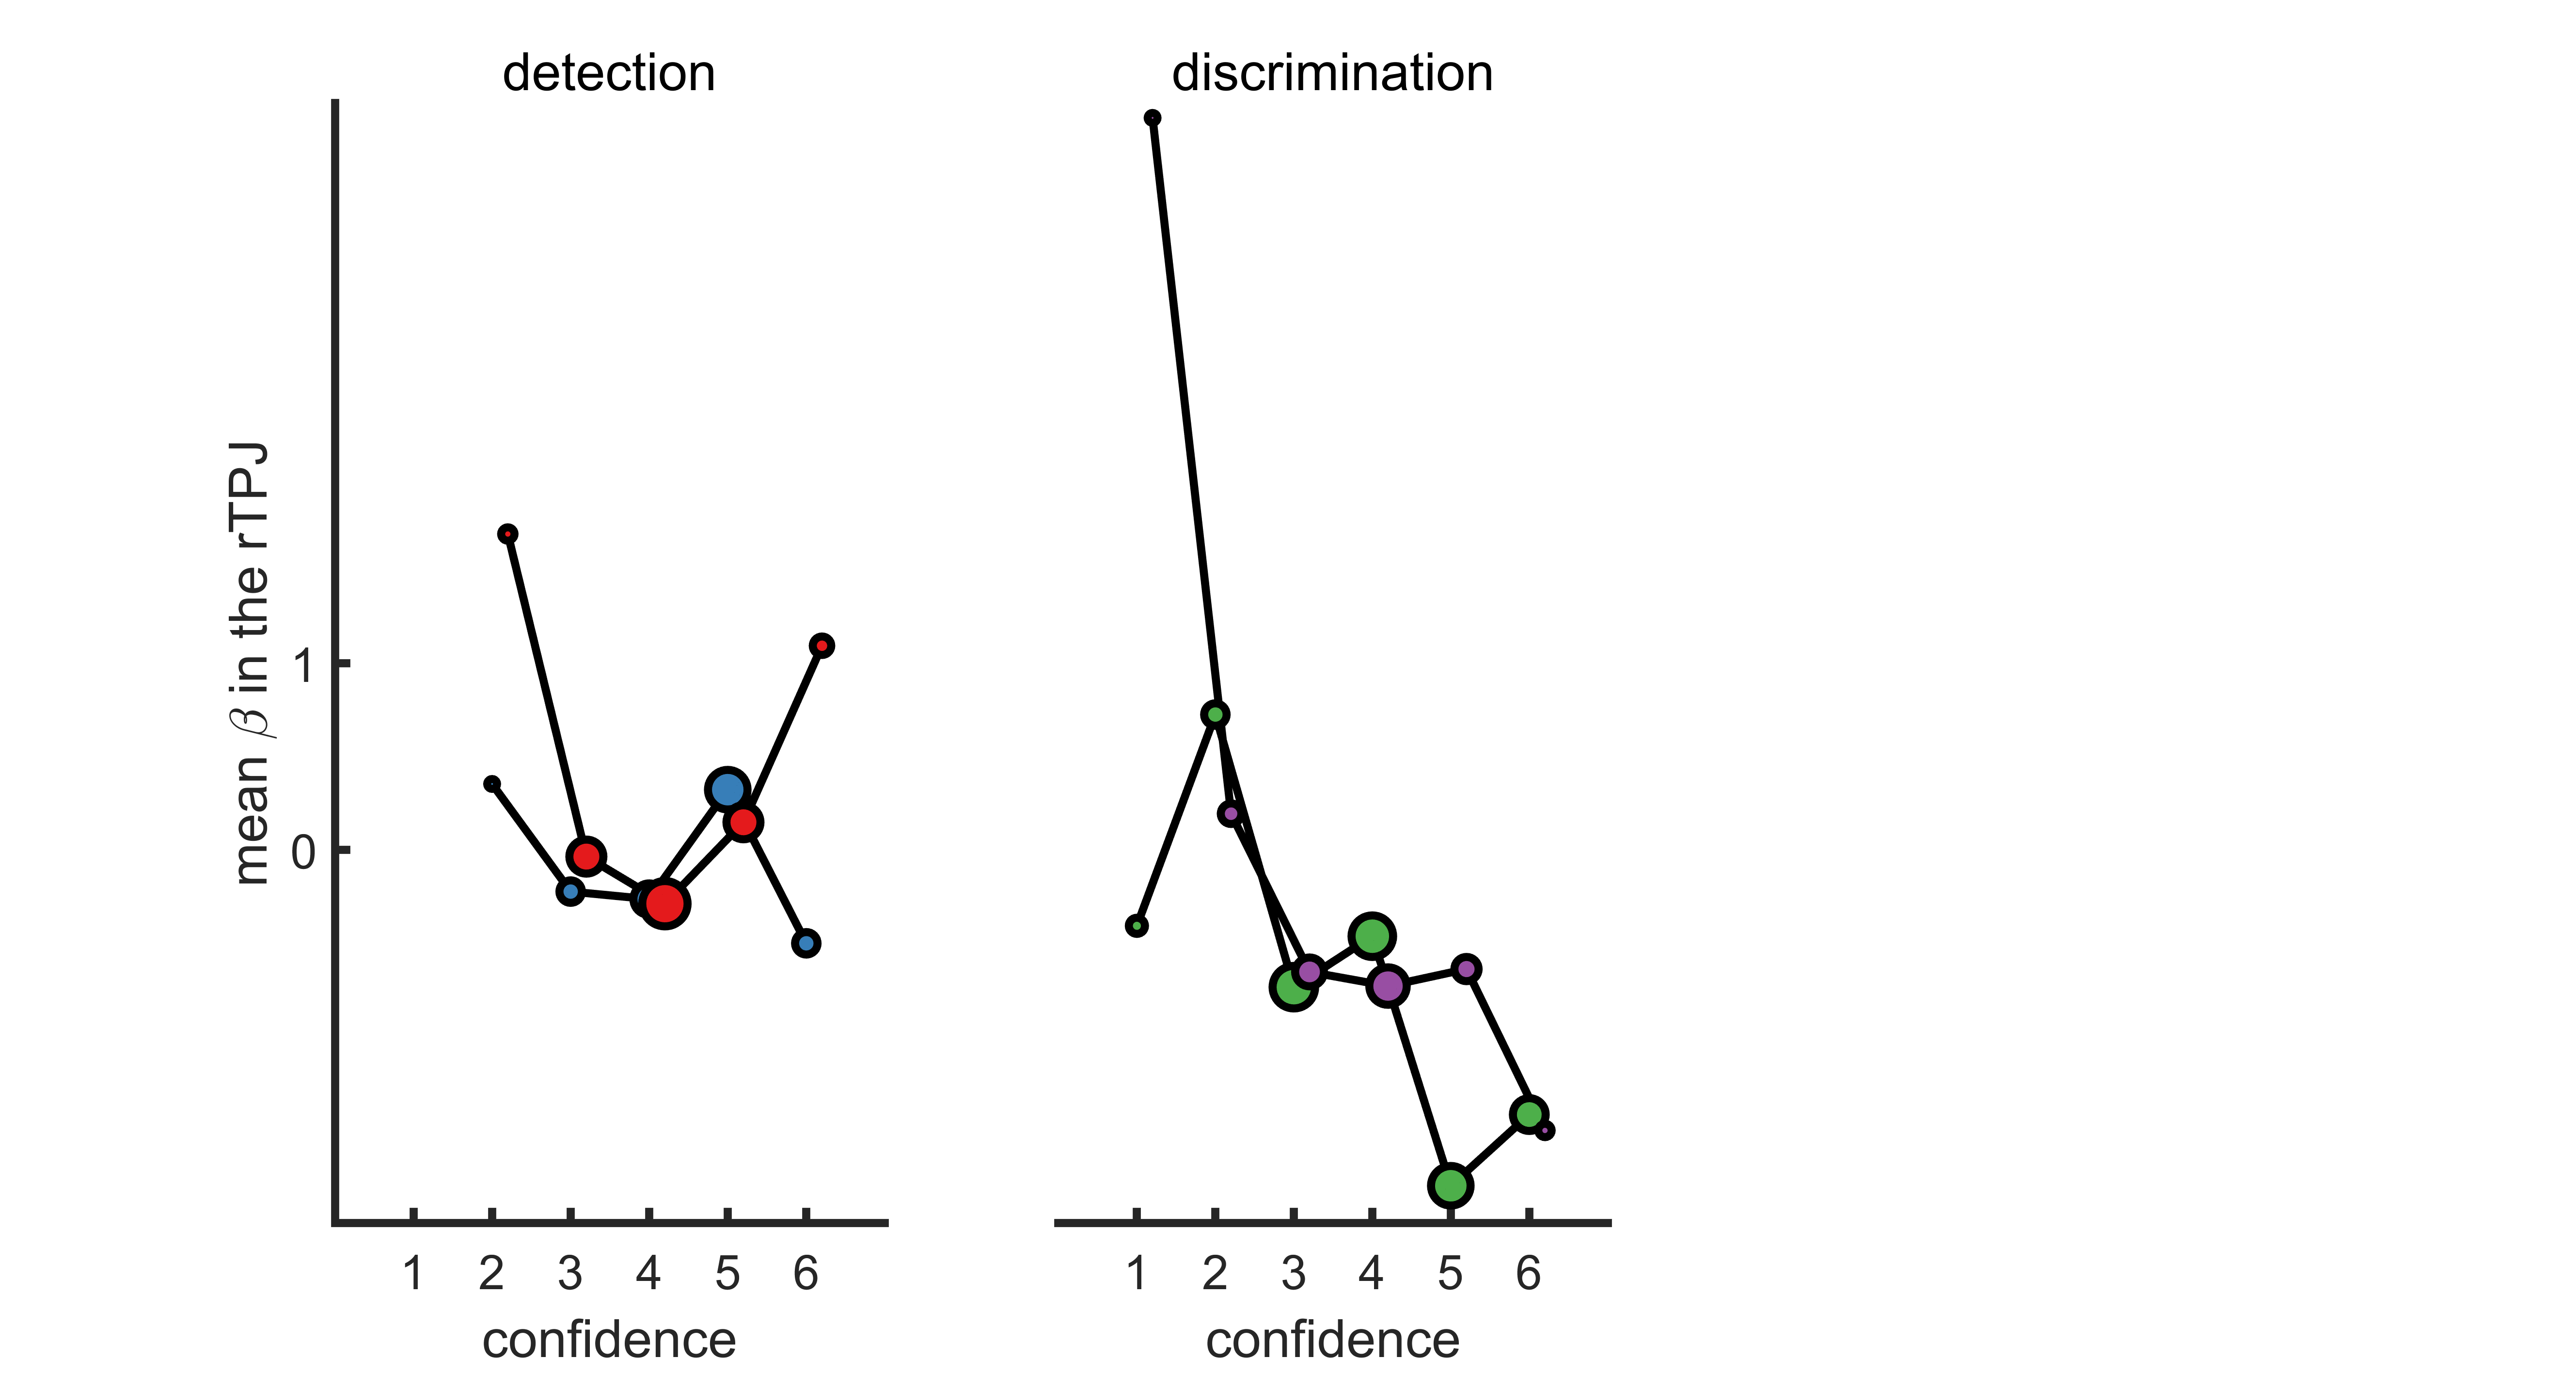 detection
discrimination
mean β in the rTPJ
1
0
1 2 3 4 5 6
1 2 3 4 5 6
confidence
confidence